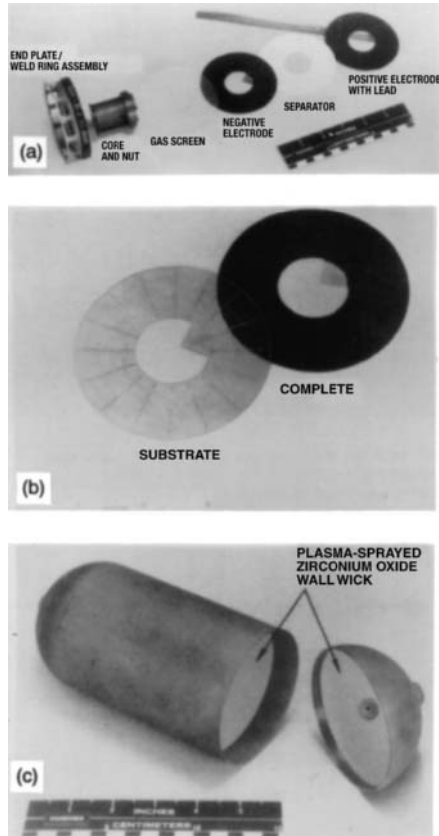 END PLATE/
WELD RING ASSEMBLY
POSITIVE ELECTRODE
WITH LEAD
SEPARATOR
NEGATIVE
ELECTRODE
GAS SCREEN
CORE
AND NUT
(a)
COMPLETE
SUBSTRATE
(b)
PLASMA-SPRAYED
ZIRCONIUM OXIDE
WALL WICK
(c)
INCHES
CENTIMETERS